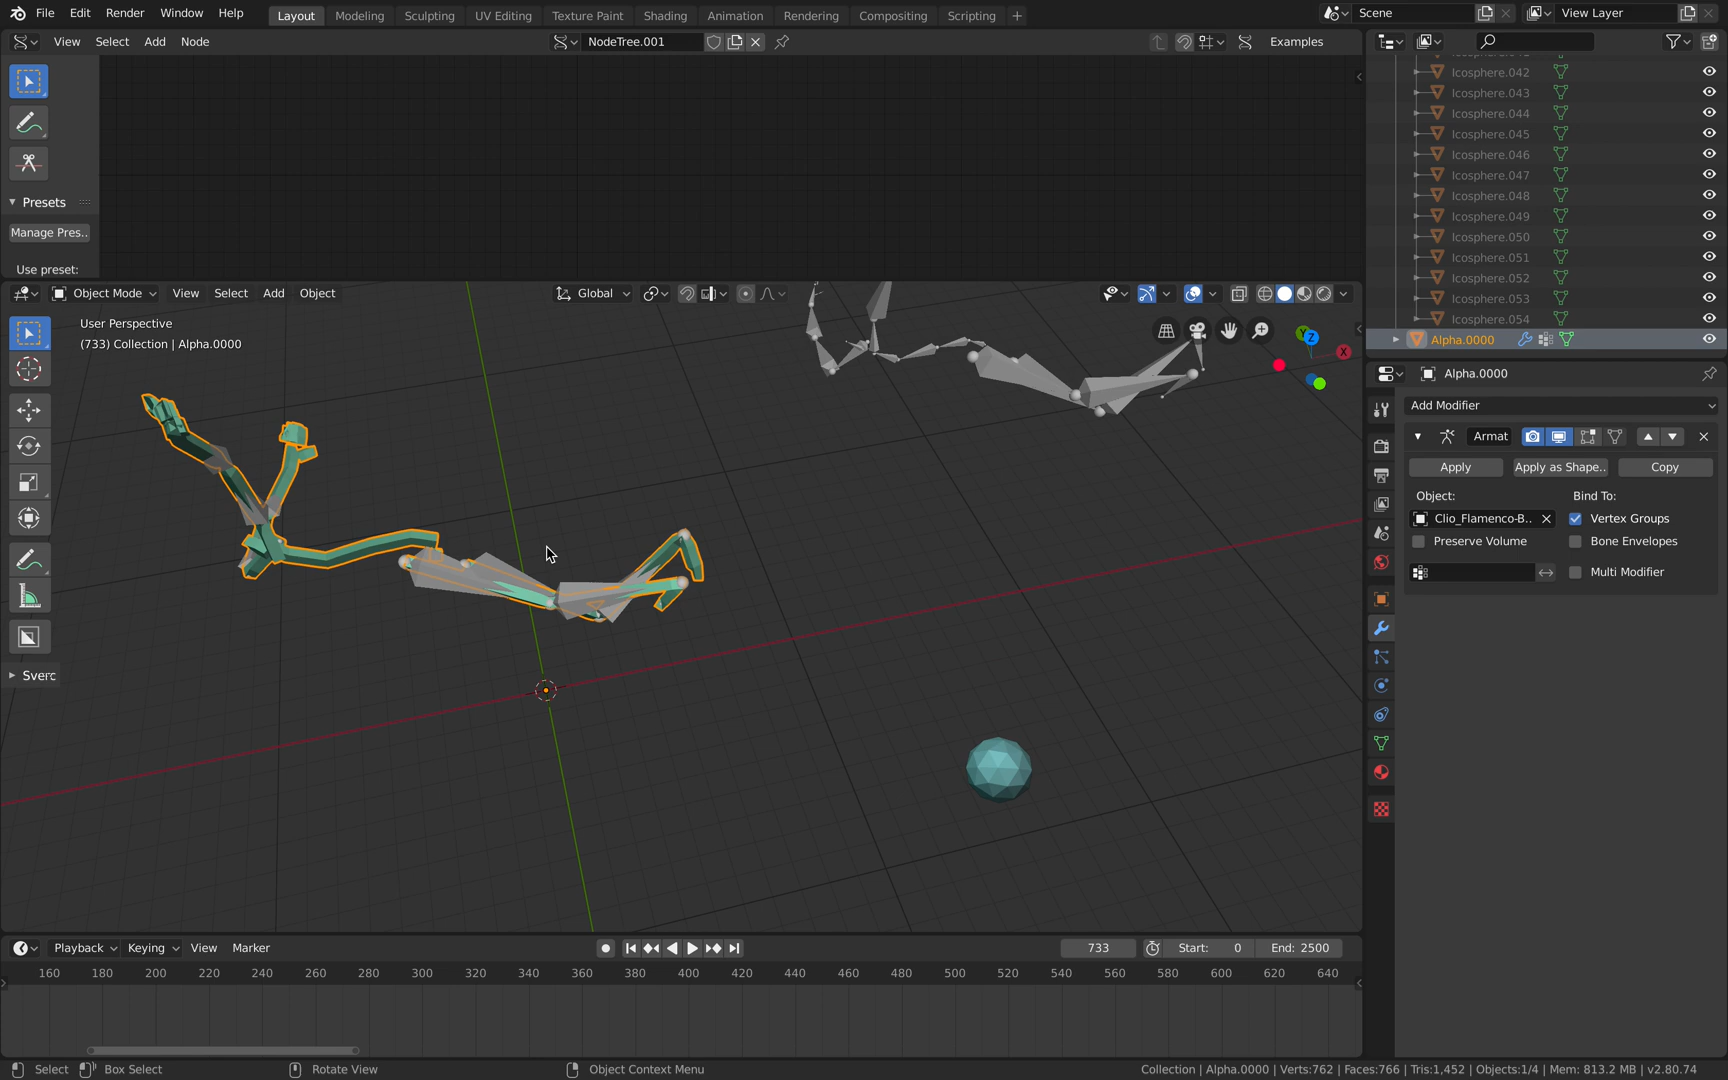 File Edit Render Window Help Layout Modeling Sculpting UV Editing Texture Paint Shading Animation Rendering Compositing Scripting + Scene View Layer
View Select Add Node NodeTree.001 Examples
Presets
Manage Pres..
Use preset:
Icosphere.042
Icosphere.043
Icosphere.044
Icosphere.045
Icosphere.046
Icosphere.047
Icosphere.048
Icosphere.049
Icosphere.050
Icosphere.051
Icosphere.052
Icosphere.053
Icosphere.054
Alpha.0000
Object Mode View Select Add Object Global
User Perspective
(733) Collection | Alpha.0000
Y
Z
X
Sverc
Alpha.0000
Add Modifier
Armat
Apply Apply as Shape.. Copy
Object: Bind To:
Clio_Flamenco-B.. Vertex Groups
Preserve Volume Bone Envelopes
Multi Modifier
Playback Keying View Marker 733 Start: 0 End: 2500
160 180 200 220 240 260 280 300 320 340 360 380 400 420 440 460 480 500 520 540 560 580 600 620 640
Select Box Select Rotate View Object Context Menu Collection | Alpha.0000 | Verts:762 | Faces:766 | Tris:1,452 | Objects:1/4 | Mem: 813.2 MB | v2.80.74